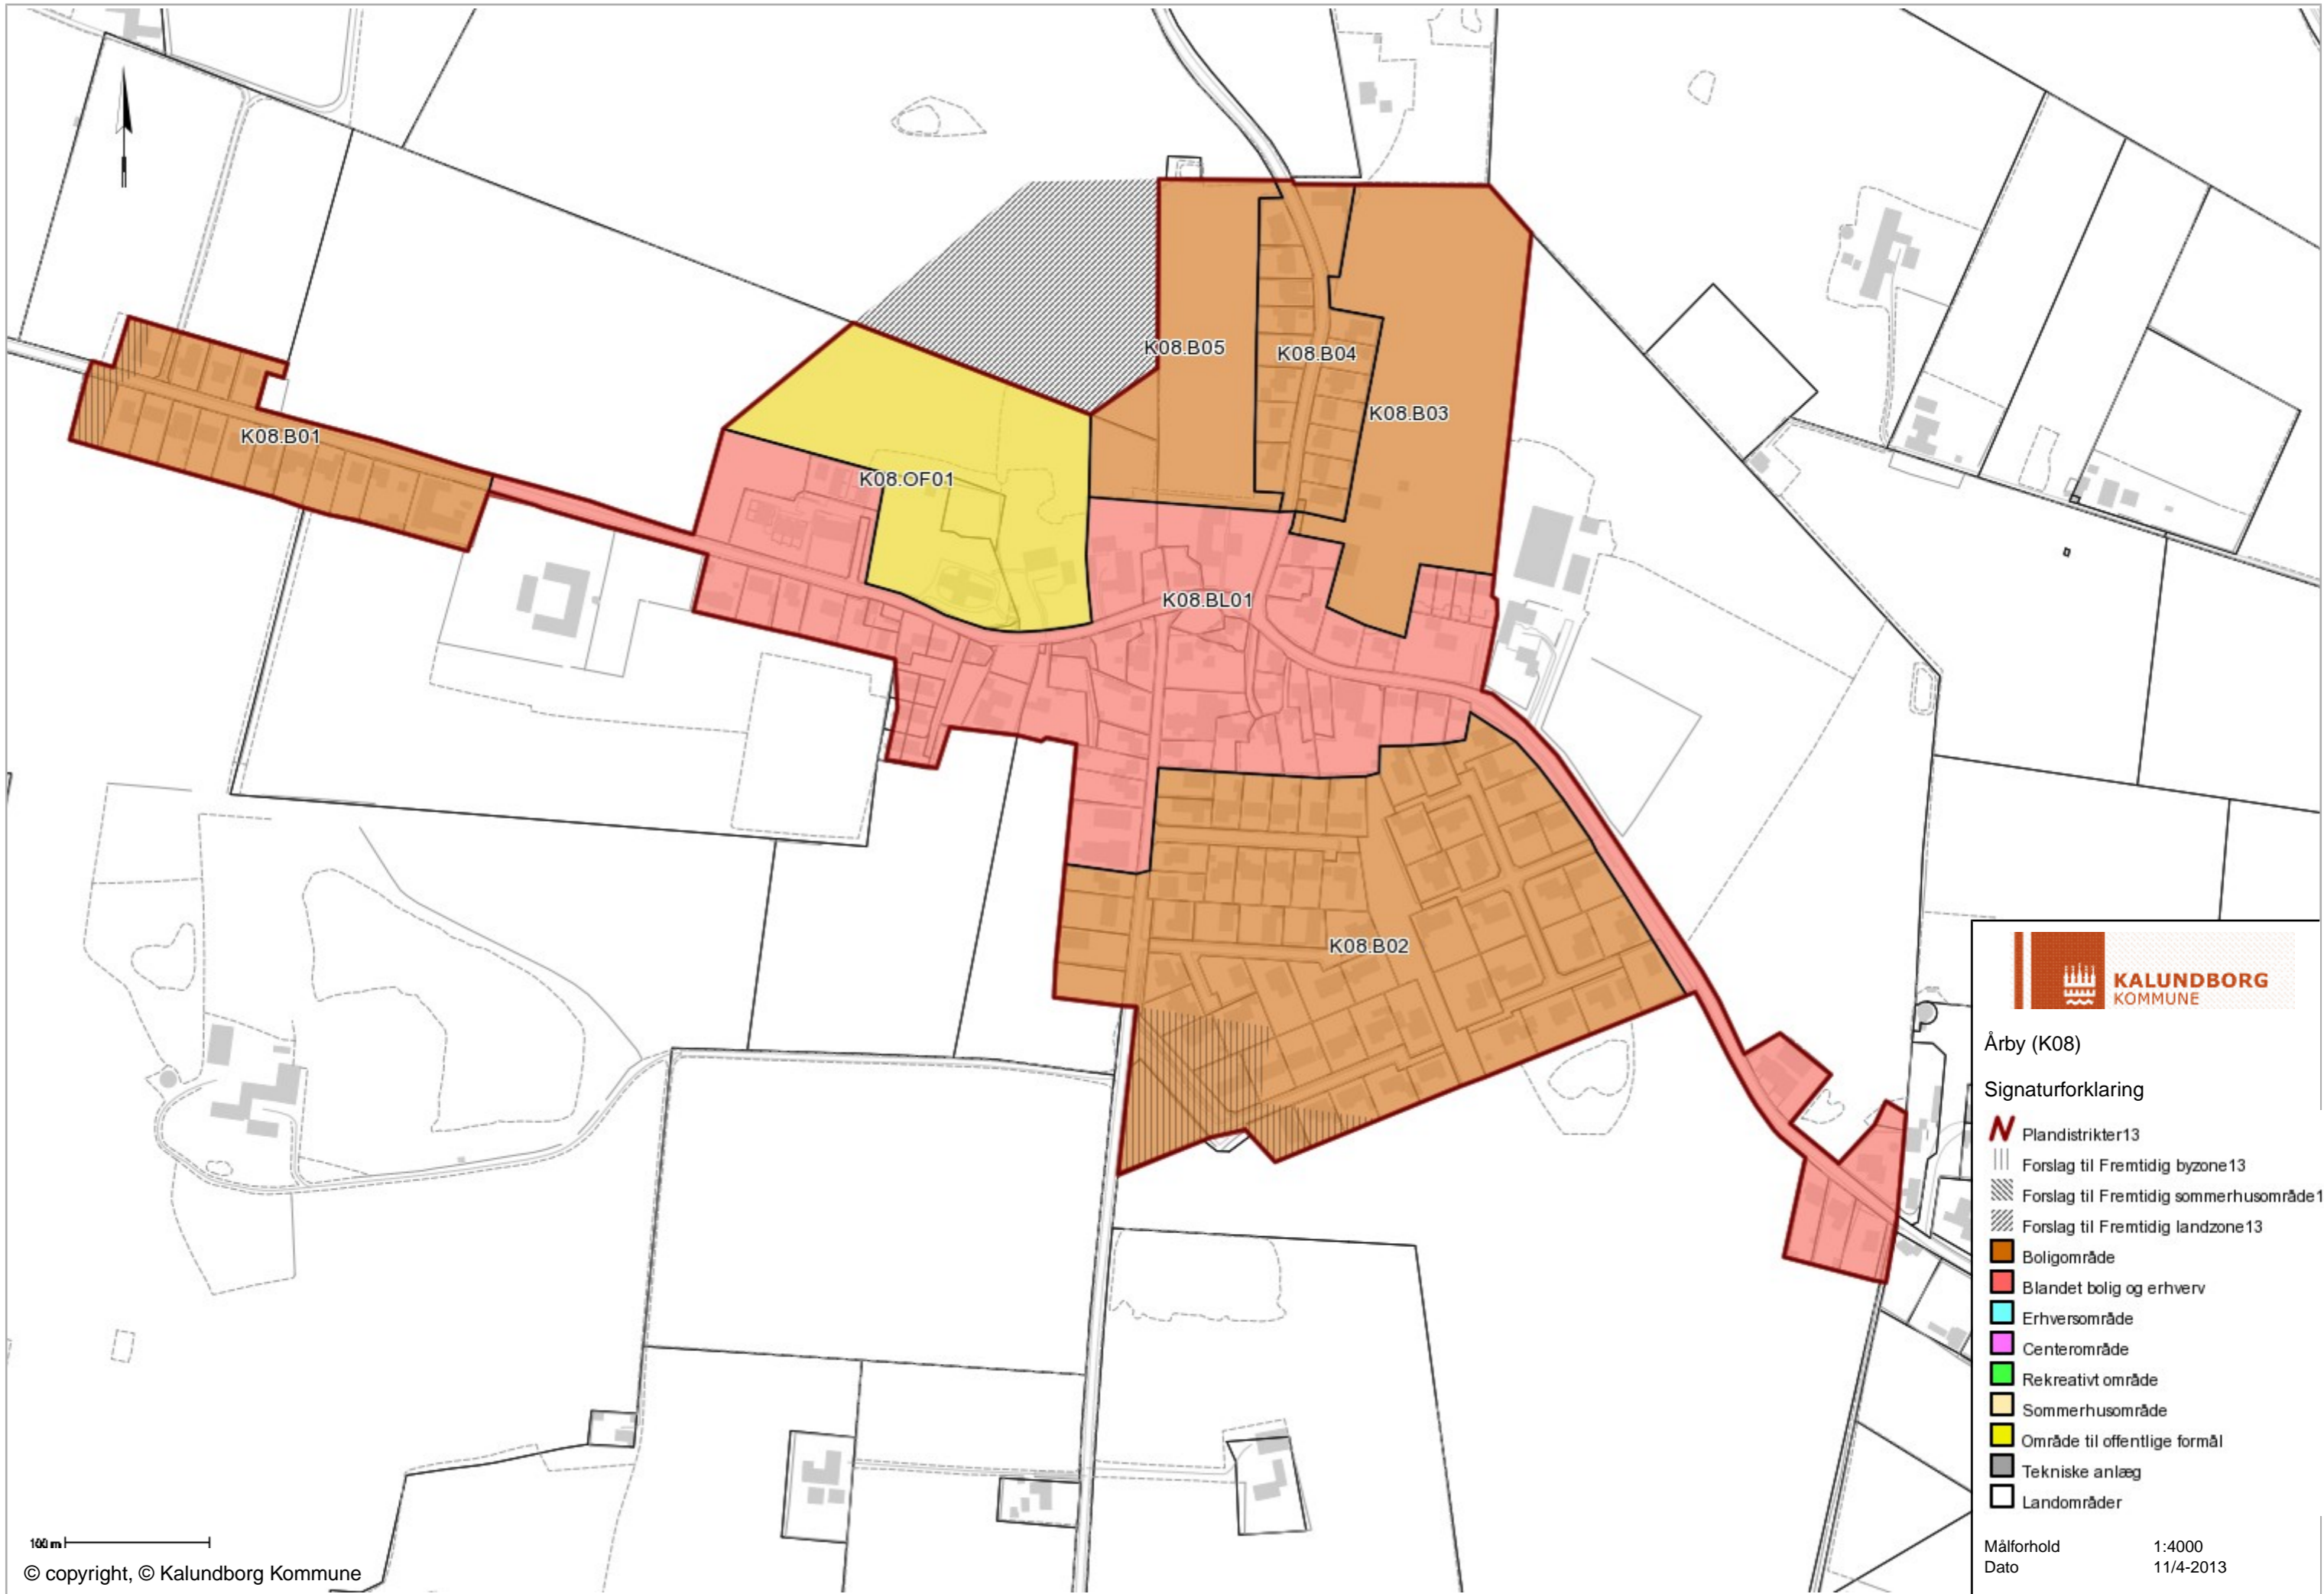 K08.B05
K08.B04
K08.B03
K08.B01
K08.OF01
K08.BL01
K08.B02
KALUNDBORG
KOMMUNE
Årby (K08)
Signaturforklaring
Plandistrikter13
Forslag til Fremtidig byzone13
Forslag til Fremtidig sommerhusområde1
Forslag til Fremtidig landzone13
Boligområde
Blandet bolig og erhverv
Erhversområde
Centerområde
Rekreativt område
Sommerhusområde
Område til offentlige formål
Tekniske anlæg
Landområder
Målforhold 1:4000
Dato 11/4-2013
100 m
© copyright, © Kalundborg Kommune